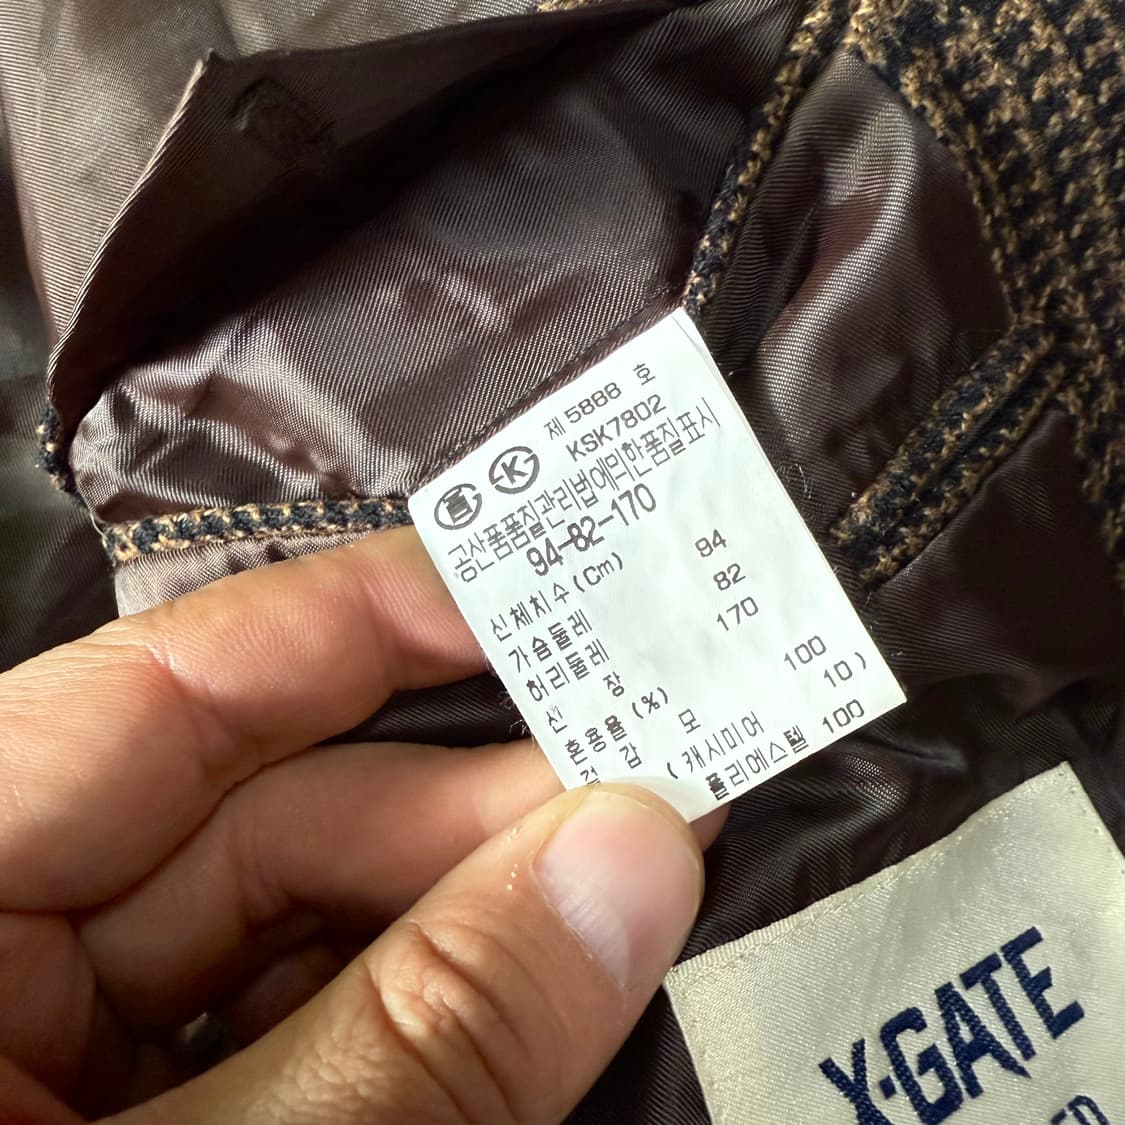 제 5888 호
품 K KSK7802
공산품품질관리법에의한품질표시
94-82-170
신체치수(Cm)
가슴둘레 94
허리둘레 82
신 장 170
혼용율(%)
겉 감 모 100
(캐시미어 10)
폴리에스텔 100
X·GATE